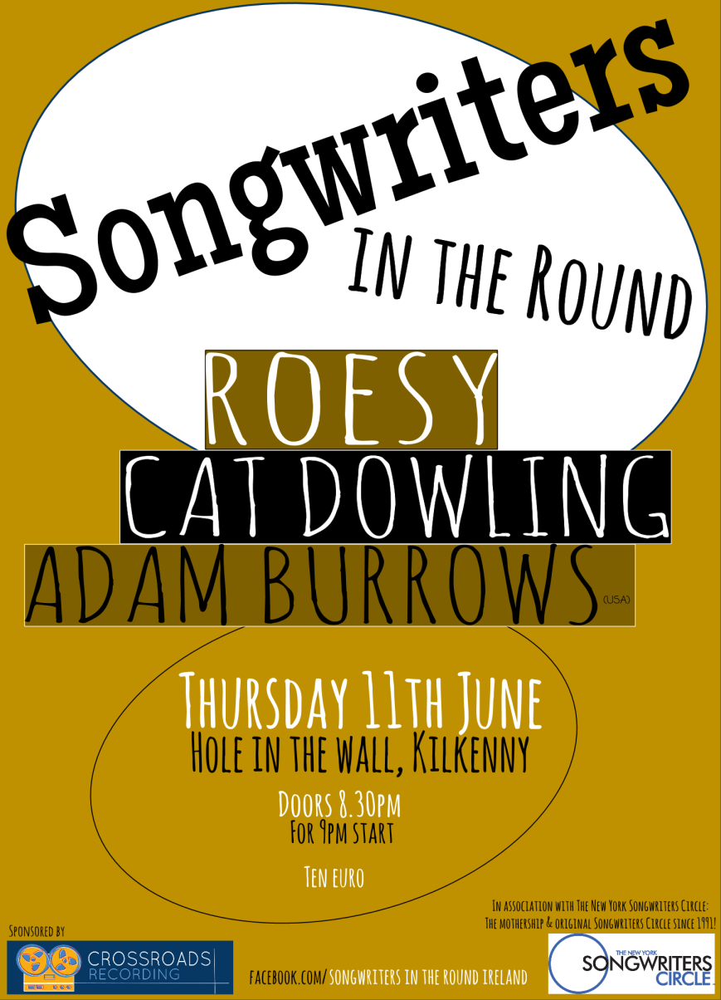 Songwriters
in the Round
ROESY
CAT DOWLING
ADAM BURROWS (USA)
Thursday 11th June
Hole in the wall, Kilkenny
Doors 8.30pm
For 9pm start
Ten euro
In association with The New York Songwriters Circle:
The mothership & original Songwriters Circle since 1991!
Sponsored by
CROSSROADS
RECORDING
facebook.com/songwriters in the round ireland
THE NEW YORK
SONGWRITERS
CIRCLE